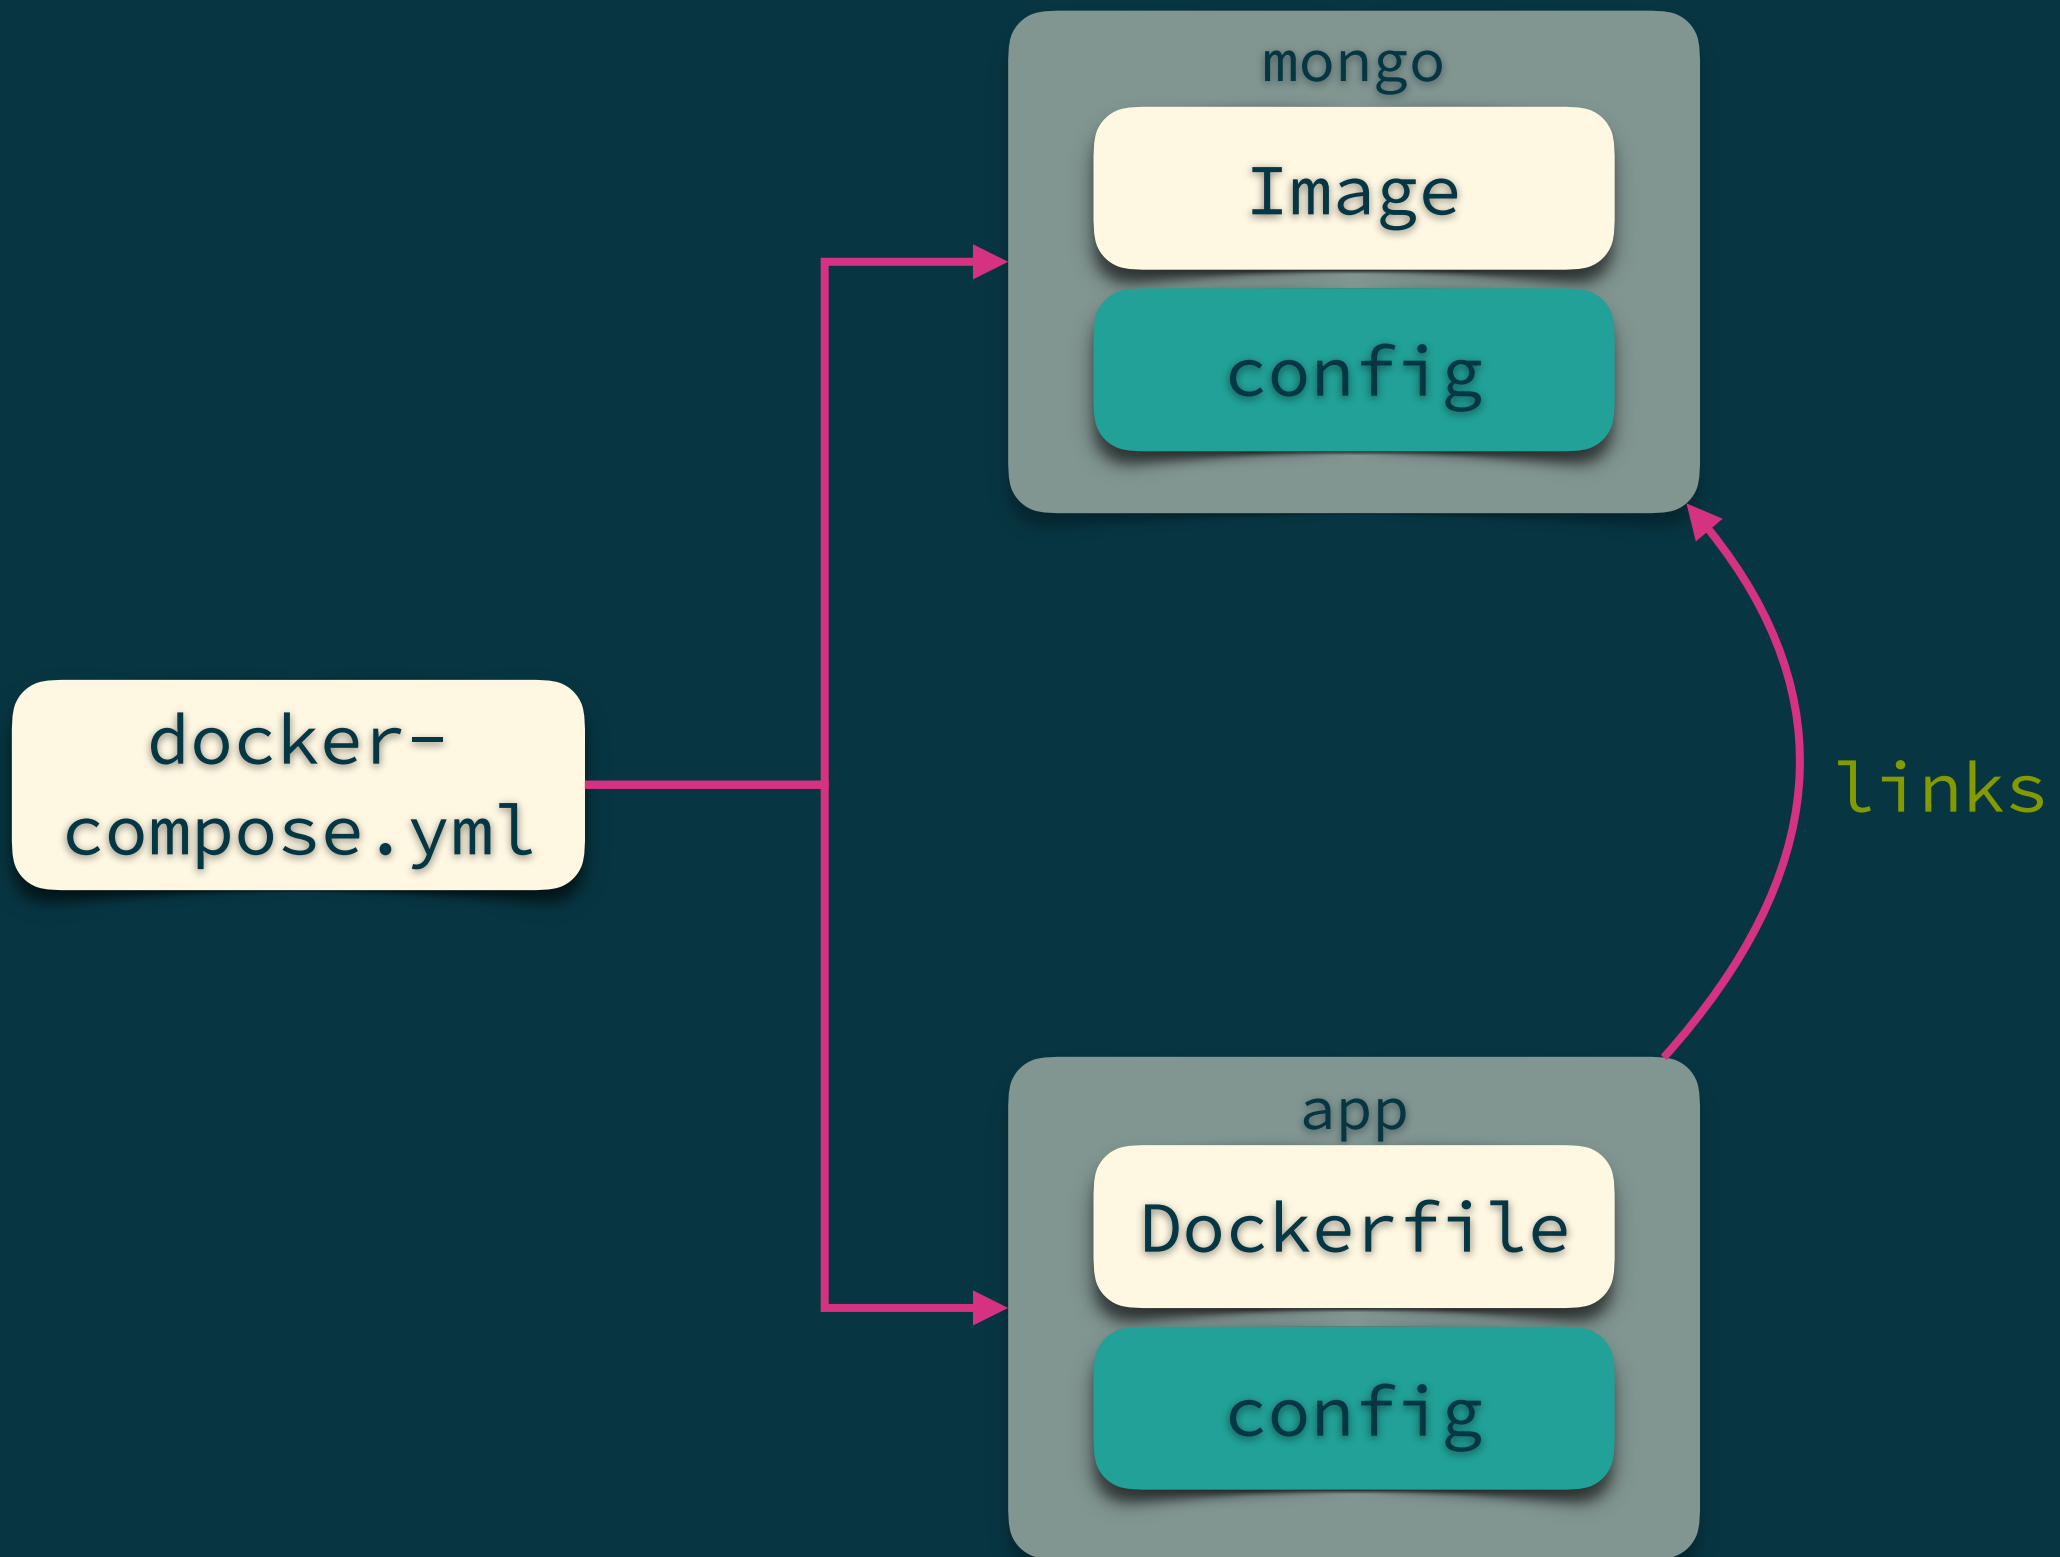 mongo
Image
config
docker-
compose.yml
links
app
Dockerfile
config